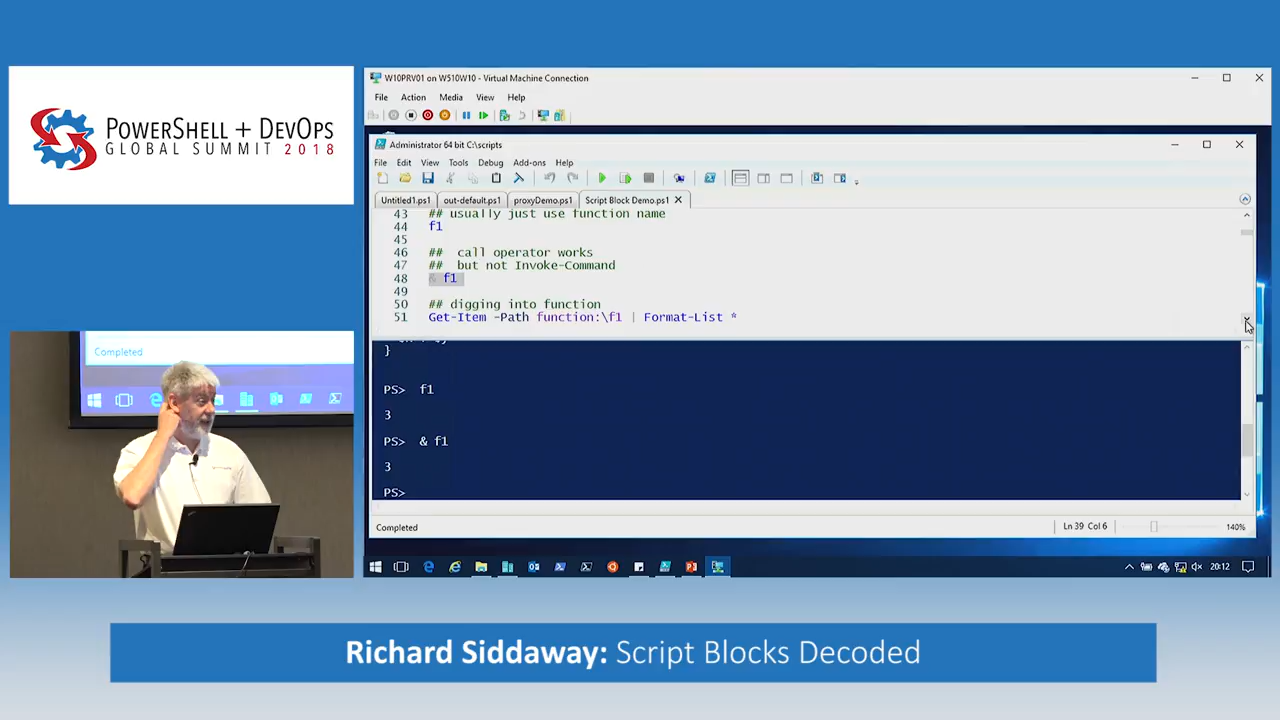 POWERSHELL + DEVOPS
GLOBAL SUMMIT 2018
Completed
W10PRV01 on W510W10 - Virtual Machine Connection
File Action Media View Help
Administrator 64 bit C:\scripts
File Edit View Tools Debug Add-ons Help
Untitled1.ps1 out-default.ps1 proxyDemo.ps1 Script Block Demo.ps1
43 ## usually just use function name
44 f1
45
46 ## call operator works
47 ## but not Invoke-Command
48 & f1
49
50 ## digging into function
51 Get-Item -Path function:\f1 | Format-List *
}
PS> f1
3
PS> & f1
3
PS>
Completed
Ln 39 Col 6
140%
20:12
Richard Siddaway: Script Blocks Decoded